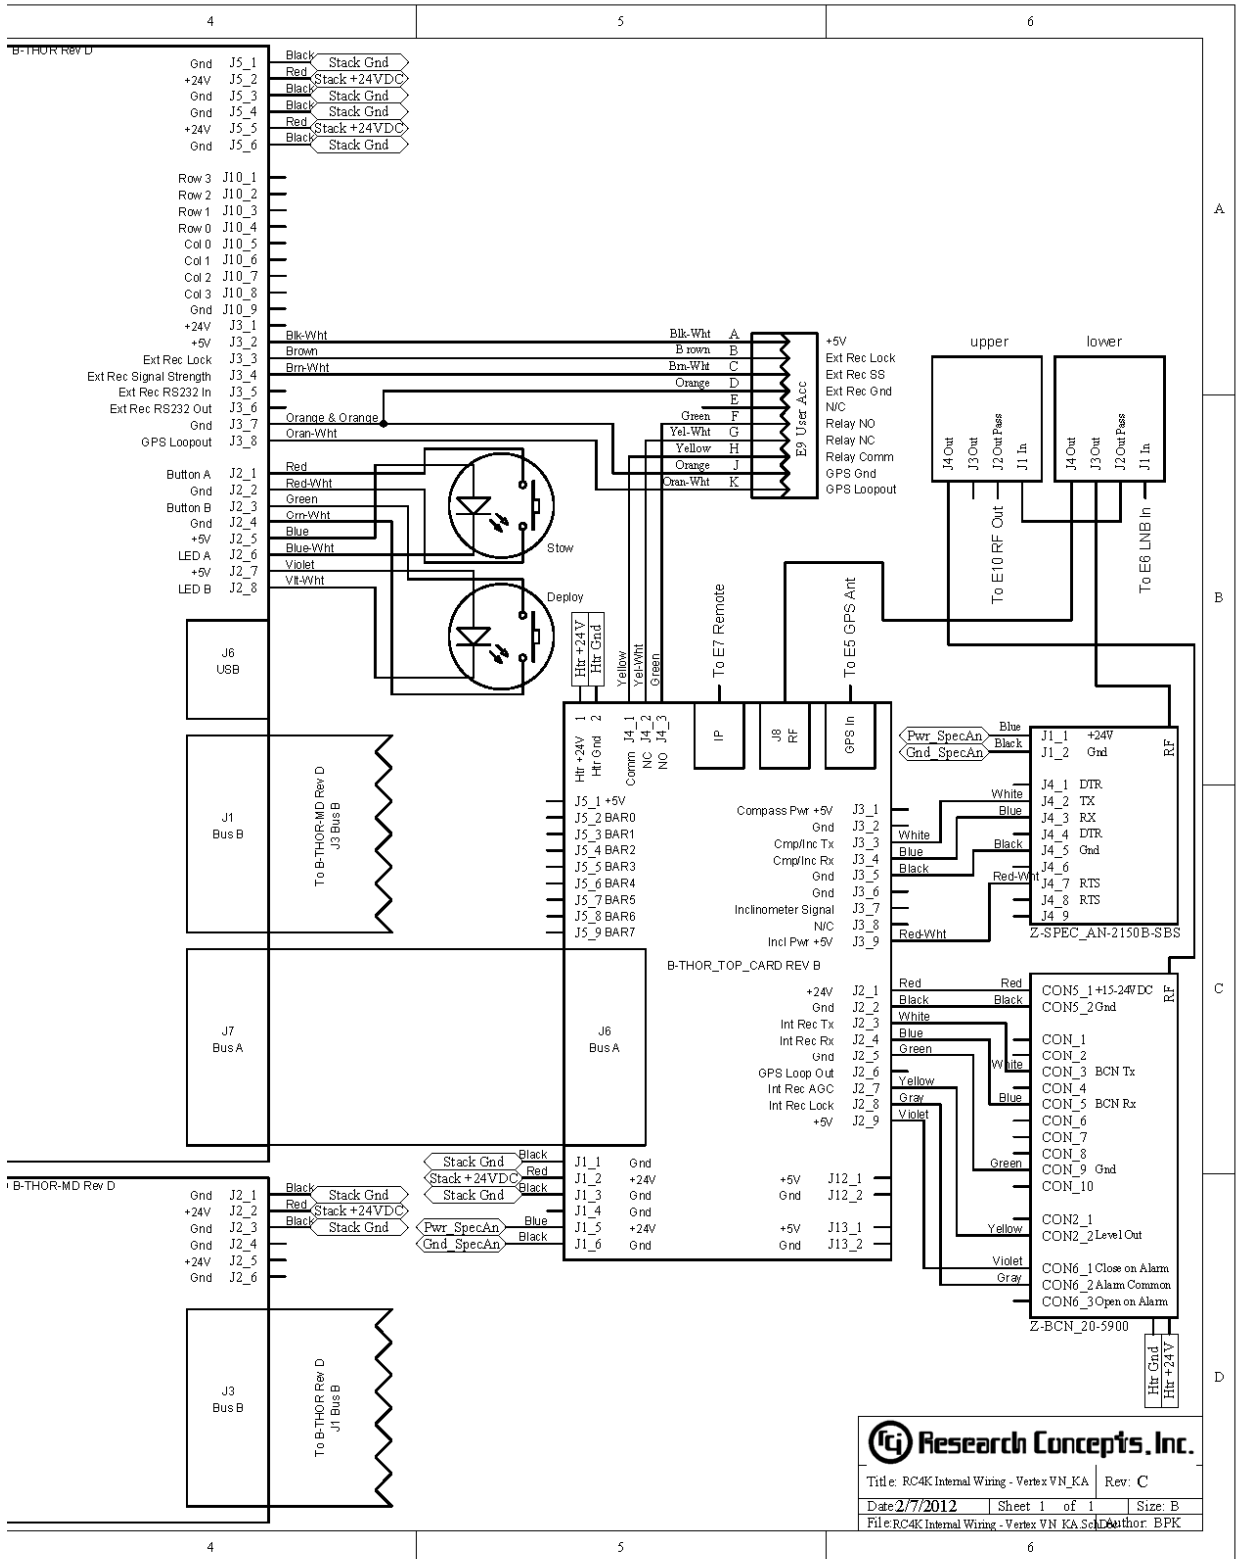 4 5 6
B-THOR Rev D
Gnd J5_1 Black Stack Gnd
+24V J5_2 Red Stack +24VDC
Gnd J5_3 Black Stack Gnd
Gnd J5_4 Black Stack Gnd
+24V J5_5 Red Stack +24VDC
Gnd J5_6 Black Stack Gnd
Row 3 J10_1
Row 2 J10_2
Row 1 J10_3
Row 0 J10_4
Col 0 J10_5
Col 1 J10_6
Col 2 J10_7
Col 3 J10_8
Gnd J10_9
+24V J3_1
+5V J3_2 Blk-Wht
Ext Rec Lock J3_3 Brown
Ext Rec Signal Strength J3_4 Brn-Wht
Ext Rec RS232 In J3_5
Ext Rec RS232 Out J3_6
Gnd J3_7 Orange & Orange
GPS Loopout J3_8 Oran-Wht
Button A J2_1 Red
Gnd J2_2 Red-Wht
Button B J2_3 Green
Gnd J2_4 Grn-Wht
+5V J2_5 Blue
LED A J2_6 Blue-Wht
+5V J2_7 Violet
LED B J2_8 Vlt-Wht
Stow
Deploy
Blk-Wht A +5V
Brown B Ext Rec Lock
Brn-Wht C Ext Rec SS
Orange D Ext Rec Gnd
E N/C
Green F Relay NO
Yel-Wht G Relay NC
Yellow H Relay Comm
Orange J GPS Gnd
Oran-Wht K GPS Loopout
E9 User Acc
upper
J4 Out
J3 Out
J2 Out Pass
J1 In
To E10 RF Out
lower
J4 Out
J3 Out
J2 Out Pass
J1 In
To E6 LNB In
A
B
C
D
J6
USB
J1
Bus B
To B-THOR-MD Rev D
J3 Bus B
J7
Bus A
J6
Bus A
Htr +24V
Htr Gnd
Yellow
Yel-Wht
Green
To E7 Remote
To E5 GPS Ant
Htr +24V 1
Htr Gnd 2
Comm J4_1
NC J4_2
NO J4_3
IP
J8
RF
GPS In
J5_1 +5V
J5_2 BAR0
J5_3 BAR1
J5_4 BAR2
J5_5 BAR3
J5_6 BAR4
J5_7 BAR5
J5_8 BAR6
J5_9 BAR7
Compass Pwr +5V J3_1
Gnd J3_2
Cmp/Inc Tx J3_3 White
Cmp/Inc Rx J3_4 Blue
Gnd J3_5 Black
Gnd J3_6
Inclinometer Signal J3_7
N/C J3_8
Incl Pwr +5V J3_9 Red-Wht
B-THOR_TOP_CARD REV B
+24V J2_1 Red
Gnd J2_2 Black
Int Rec Tx J2_3 White
Int Rec Rx J2_4 Blue
Gnd J2_5 Green
GPS Loop Out J2_6
Int Rec AGC J2_7 Yellow
Int Rec Lock J2_8 Gray
+5V J2_9 Violet
Stack Gnd Black J1_1 Gnd
Stack +24VDC Red J1_2 +24V
Stack Gnd Black J1_3 Gnd
J1_4 Gnd
Pwr_SpecAn Blue J1_5 +24V
Gnd_SpecAn Black J1_6 Gnd
+5V J12_1
Gnd J12_2
+5V J13_1
Gnd J13_2
Pwr_SpecAn Blue J1_1 +24V
Gnd_SpecAn Black J1_2 Gnd
RF
J4_1 DTR
White J4_2 TX
Blue J4_3 RX
J4_4 DTR
Black J4_5 Gnd
J4_6
Red-Wht J4_7 RTS
J4_8 RTS
J4_9
Z-SPEC_AN-2150B-SBS
Red CON5_1 +15-24VDC
Black CON5_2 Gnd
RF
CON_1
CON_2
White CON_3 BCN Tx
CON_4
Blue CON_5 BCN Rx
CON_6
CON_7
CON_8
Green CON_9 Gnd
CON_10
CON2_1
Yellow CON2_2 Level Out
Violet CON6_1 Close on Alarm
Gray CON6_2 Alarm Common
CON6_3 Open on Alarm
Z-BCN_20-5900
Htr Gnd
Htr +24V
B-THOR-MD Rev D
Gnd J2_1 Black Stack Gnd
+24V J2_2 Red Stack +24VDC
Gnd J2_3 Black Stack Gnd
Gnd J2_4
+24V J2_5
Gnd J2_6
J3
Bus B
To B-THOR Rev D
J1 Bus B
rci Research Concepts, Inc.
Title: RC4K Internal Wiring - Vertex VN_KA Rev: C
Date: 2/7/2012 Sheet 1 of 1 Size: B
File: RC4K Internal Wiring - Vertex VN KA.SchDoc Author: BPK
4 5 6